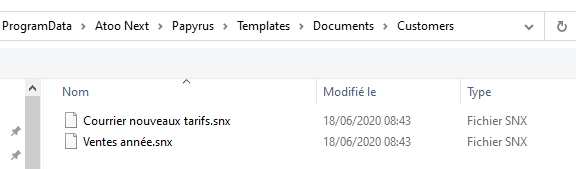 ProgramData > Atoo Next > Papyrus > Templates > Documents > Customers
Nom Modifié le Type
Courrier nouveaux tarifs.snx 18/06/2020 08:43 Fichier SNX
Ventes année.snx 18/06/2020 08:43 Fichier SNX